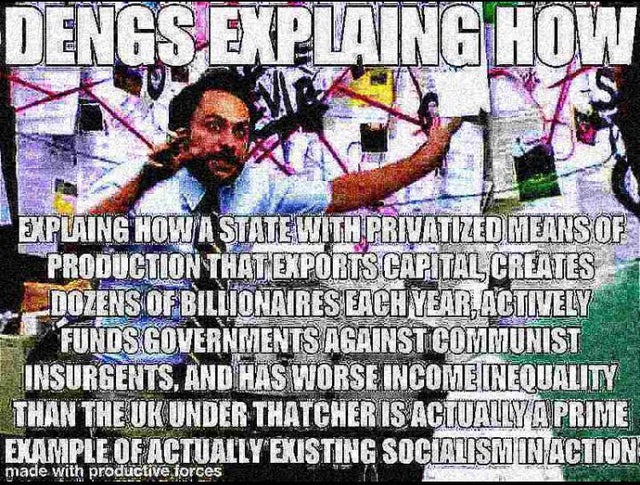 DENGS EXPLAING HOW
EXPLAING HOW A STATE WITH PRIVATIZED MEANS OF
PRODUCTION THAT EXPORTS CAPITAL, CREATES
DOZENS OF BILLIONAIRES EACH YEAR, ACTIVELY
FUNDS GOVERNMENTS AGAINST COMMUNIST
INSURGENTS, AND HAS WORSE INCOME INEQUALITY
THAN THE UK UNDER THATCHER IS ACTUALLY A PRIME
EXAMPLE OF ACTUALLY EXISTING SOCIALISM IN ACTION
made with productive forces